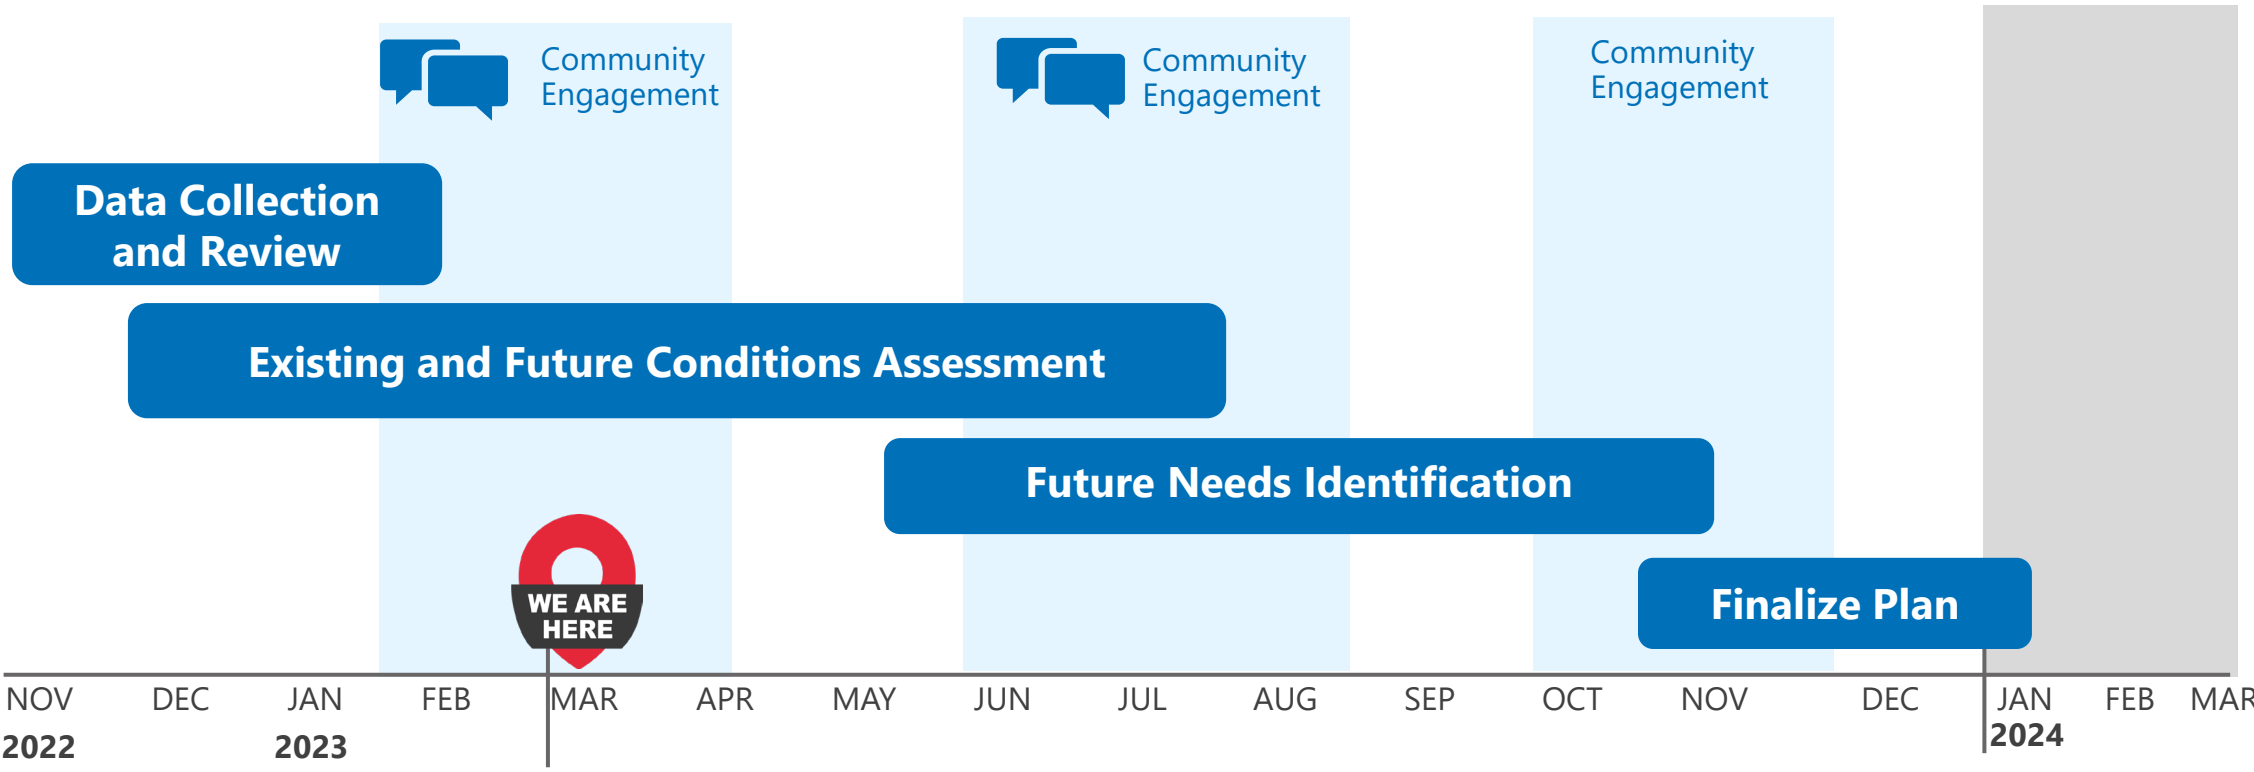 Community
Engagement
Community
Engagement
Community
Engagement
Data Collection
and Review
Existing and Future Conditions Assessment
Future Needs Identification
WE ARE
HERE
Finalize Plan
NOV DEC JAN FEB MAR APR MAY JUN JUL AUG SEP OCT NOV DEC JAN FEB MAR
2022 2023 2024